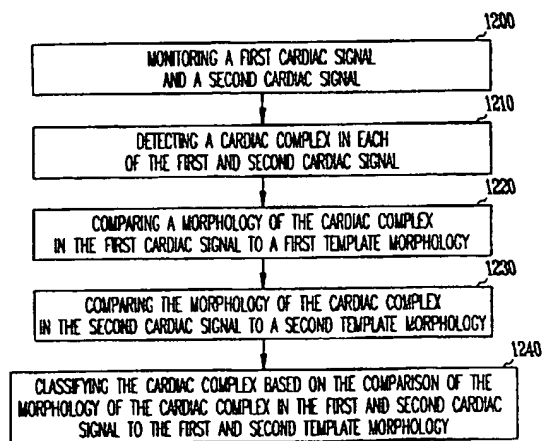 1200
MONITORING A FIRST CARDIAC SIGNAL
AND A SECOND CARDIAC SIGNAL
1210
DETECTING A CARDIAC COMPLEX IN EACH
OF THE FIRST AND SECOND CARDIAC SIGNAL
1220
COMPARING A MORPHOLOGY OF THE CARDIAC COMPLEX
IN THE FIRST CARDIAC SIGNAL TO A FIRST TEMPLATE MORPHOLOGY
1230
COMPARING THE MORPHOLOGY OF THE CARDIAC COMPLEX
IN THE SECOND CARDIAC SIGNAL TO A SECOND TEMPLATE MORPHOLOGY
1240
CLASSIFYING THE CARDIAC COMPLEX BASED ON THE COMPARISON OF THE
MORPHOLOGY OF THE CARDIAC COMPLEX IN THE FIRST AND SECOND CARDIAC
SIGNAL TO THE FIRST AND SECOND TEMPLATE MORPHOLOGY